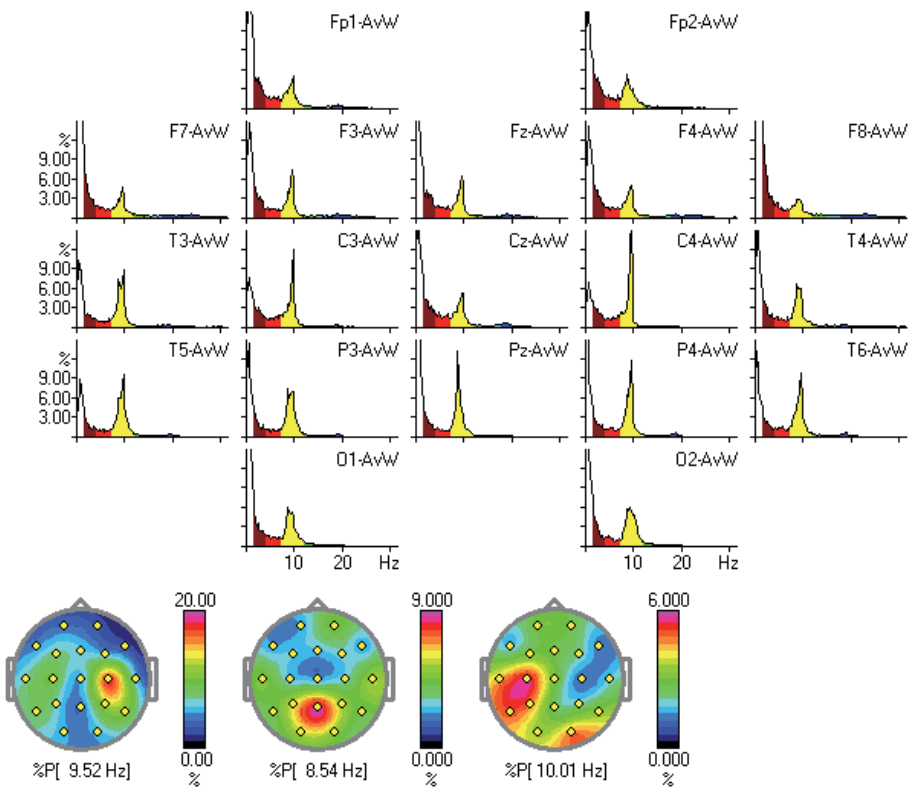 Fp1-AvW Fp2-AvW
F7-AvW F3-AvW Fz-AvW F4-AvW F8-AvW
%
9.00
6.00
3.00
T3-AvW C3-AvW Cz-AvW C4-AvW T4-AvW
%
9.00
6.00
3.00
T5-AvW P3-AvW Pz-AvW P4-AvW T6-AvW
%
9.00
6.00
3.00
O1-AvW O2-AvW
10 20 Hz 10 20 Hz
20.00 9.000 6.000
0.00 0.000 0.000
% % %
%P[ 9.52 Hz] %P[ 8.54 Hz] %P[10.01 Hz]